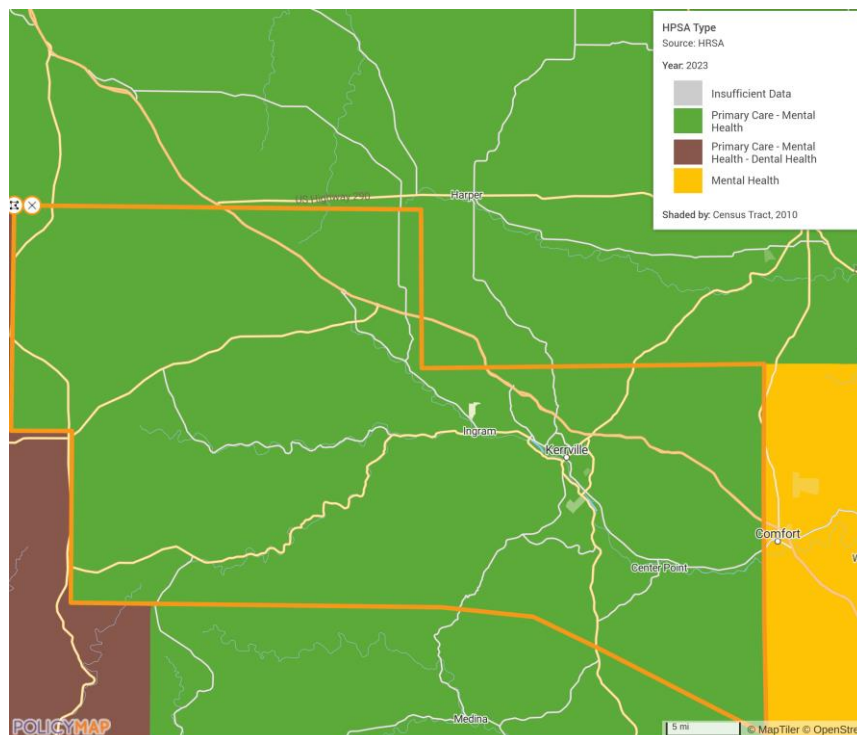 HPSA Type
Source: HRSA
Year: 2023
Insufficient Data
Primary Care - Mental
Health
Primary Care - Mental
Health - Dental Health
Mental Health
Shaded by: Census Tract, 2010
US Highway 290
Harper
Ingram
Kerrville
Comfort
Center Point
W
Medina
POLICYMAP
5 mi
© MapTiler © OpenStre